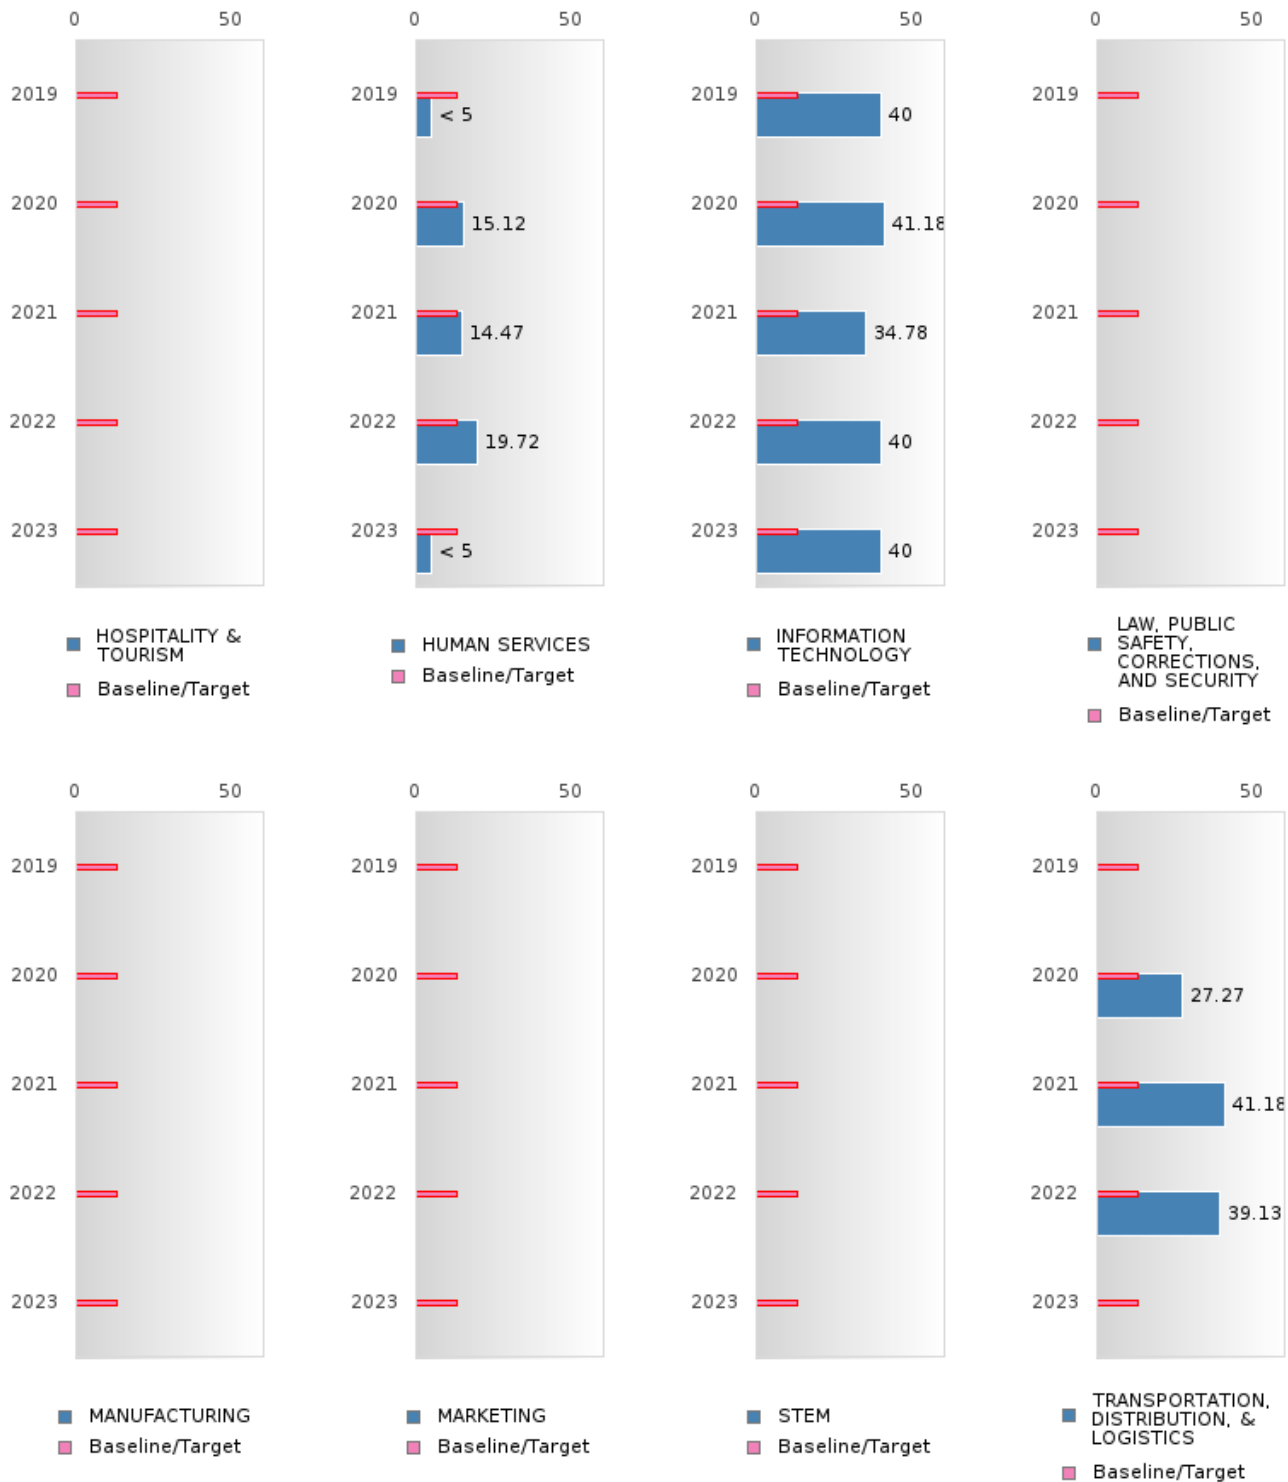 0 50
2019
2020
2021
2022
2023
HOSPITALITY &
TOURISM
Baseline/Target
0 50
2019 < 5
2020 15.12
2021 14.47
2022 19.72
2023 < 5
HUMAN SERVICES
Baseline/Target
0 50
2019 40
2020 41.18
2021 34.78
2022 40
2023 40
INFORMATION
TECHNOLOGY
Baseline/Target
0 50
2019
2020
2021
2022
2023
LAW, PUBLIC
SAFETY,
CORRECTIONS,
AND SECURITY
Baseline/Target
0 50
2019
2020
2021
2022
2023
MANUFACTURING
Baseline/Target
0 50
2019
2020
2021
2022
2023
MARKETING
Baseline/Target
0 50
2019
2020
2021
2022
2023
STEM
Baseline/Target
0 50
2019
2020 27.27
2021 41.18
2022 39.13
2023
TRANSPORTATION,
DISTRIBUTION, &
LOGISTICS
Baseline/Target